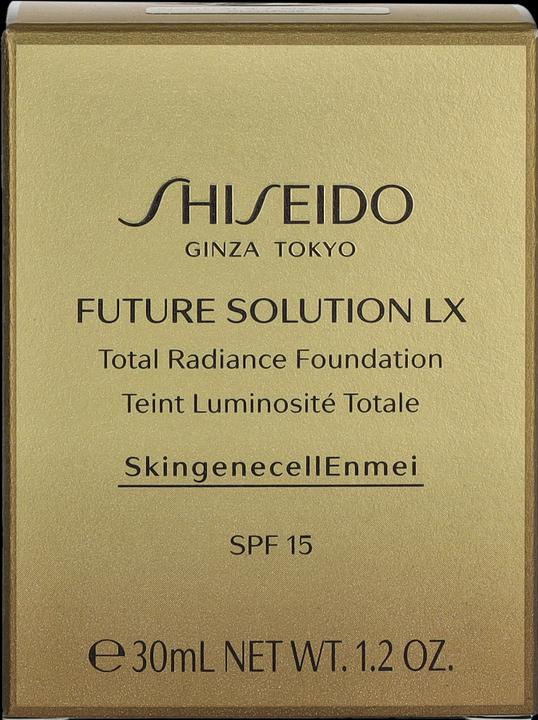 SHISEIDO
GINZA TOKYO
FUTURE SOLUTION LX
Total Radiance Foundation
Teint Luminosité Totale
SkingenecellEnmei
SPF 15
℮ 30mL NET WT. 1.2 OZ.